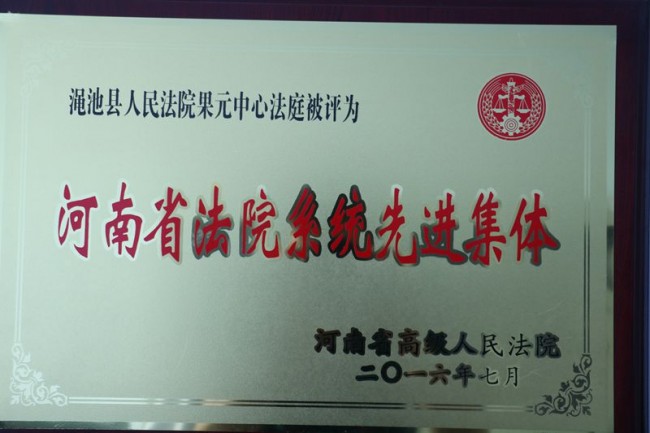 渑池县人民法院果元中心法庭被评为
河南省法院系统先进集体
河南省高级人民法院
二〇一六年七月